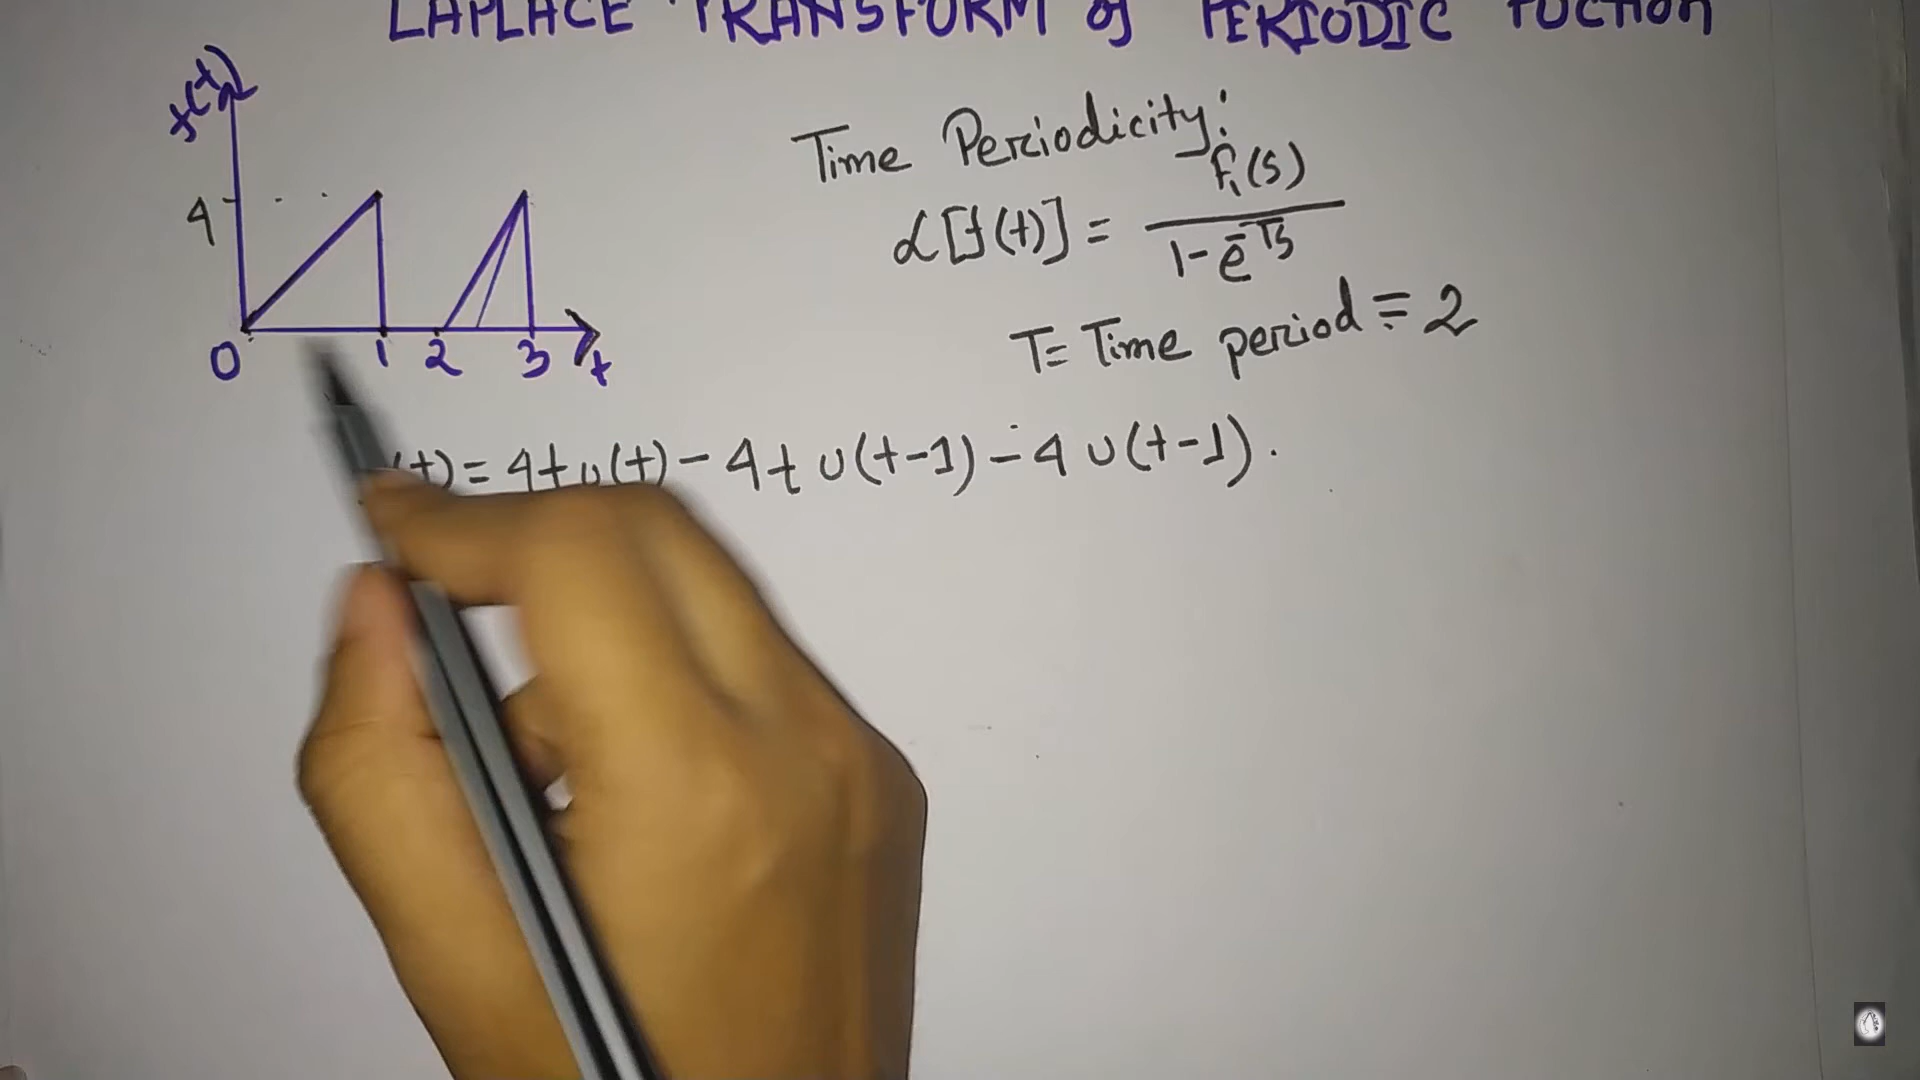 LAPLACE TRANSFORM of PERIODIC FUCTION
f(t)
4
0 1 2 3 t
Time Periodicity:
L[f(t)] = F₁(s) / 1-e^-Ts
T= Time period = 2
(t) = 4t u(t) - 4t u(t-1) - 4 u(t-1).